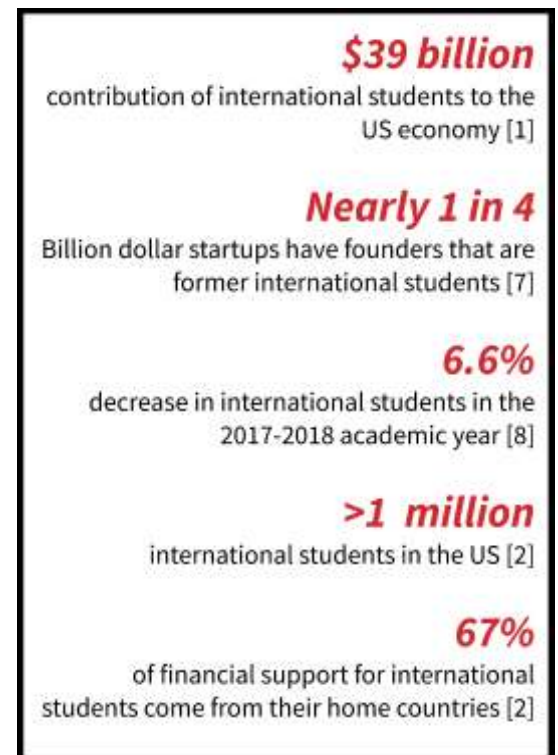 $39 billion
contribution of international students to the
US economy [1]
Nearly 1 in 4
Billion dollar startups have founders that are
former international students [7]
6.6%
decrease in international students in the
2017-2018 academic year [8]
>1 million
international students in the US [2]
67%
of financial support for international
students come from their home countries [2]